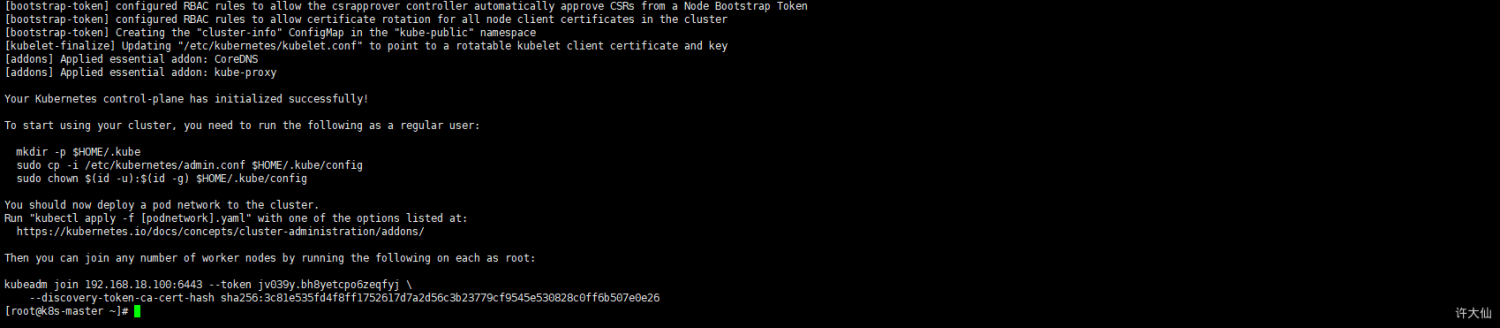 [bootstrap-token] configured RBAC rules to allow the csrapprover controller automatically approve CSRs from a Node Bootstrap Token
[bootstrap-token] configured RBAC rules to allow certificate rotation for all node client certificates in the cluster
[bootstrap-token] Creating the "cluster-info" ConfigMap in the "kube-public" namespace
[kubelet-finalize] Updating "/etc/kubernetes/kubelet.conf" to point to a rotatable kubelet client certificate and key
[addons] Applied essential addon: CoreDNS
[addons] Applied essential addon: kube-proxy

Your Kubernetes control-plane has initialized successfully!

To start using your cluster, you need to run the following as a regular user:

  mkdir -p $HOME/.kube
  sudo cp -i /etc/kubernetes/admin.conf $HOME/.kube/config
  sudo chown $(id -u):$(id -g) $HOME/.kube/config

You should now deploy a pod network to the cluster.
Run "kubectl apply -f [podnetwork].yaml" with one of the options listed at:
  https://kubernetes.io/docs/concepts/cluster-administration/addons/

Then you can join any number of worker nodes by running the following on each as root:

kubeadm join 192.168.18.100:6443 --token jv039y.bh8yetcpo6zeqfyj \
    --discovery-token-ca-cert-hash sha256:3c81e535fd4f8ff1752617d7a2d56c3b23779cf9545e530828c0ff6b507e0e26
[root@k8s-master ~]#
许大仙